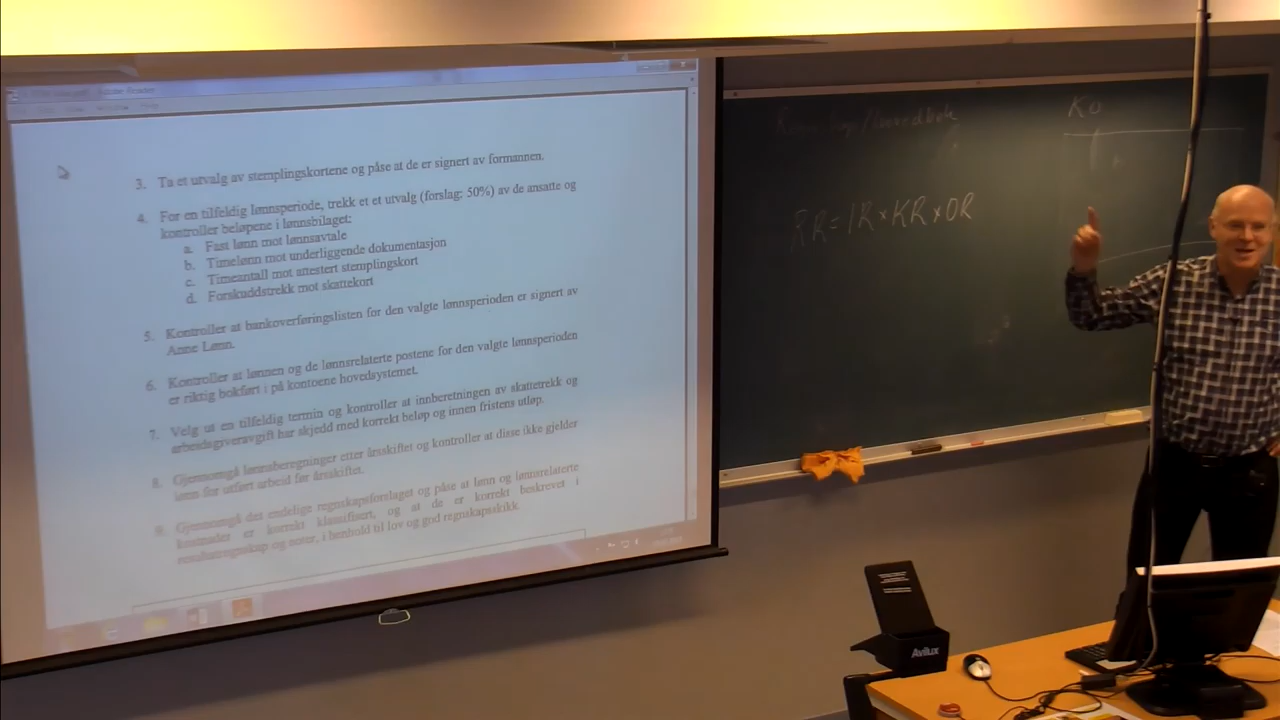 Adobe Reader
3. Ta et utvalg av stemplingskortene og påse at de er signert av formannen.
4. For en tilfeldig lønnsperiode, trekk et et utvalg (forslag: 50%) av de ansatte og
kontroller beløpene i lønnsbilaget:
a. Fast lønn mot lønnsavtale
b. Timelønn mot underliggende dokumentasjon
c. Timeantall mot attestert stemplingskort
d. Forskuddstrekk mot skattekort
5. Kontroller at bankoverføringslisten for den valgte lønnsperioden er signert av
Anne Lønn.
6. Kontroller at lønnen og de lønnsrelaterte postene for den valgte lønnsperioden
er riktig bokført i på kontoene hovedsystemet.
7. Velg ut en tilfeldig termin og kontroller at innberetningen av skattetrekk og
arbeidsgiveravgift har skjedd med korrekt beløp og innen fristens utløp.
8. Gjennomgå lønnsberegninger etter årsskiftet og kontroller at disse ikke gjelder
lønn for utført arbeid før årsskiftet.
9. Gjennomgå det endelige regnskapsforslaget og påse at lønn og lønnsrelaterte
kostnader er korrekt klassifisert, og at de er korrekt beskrevet i
resultatregnskap og noter, i henhold til lov og god regnskapsskikk.
RR=IR×KR×OR
Avilux